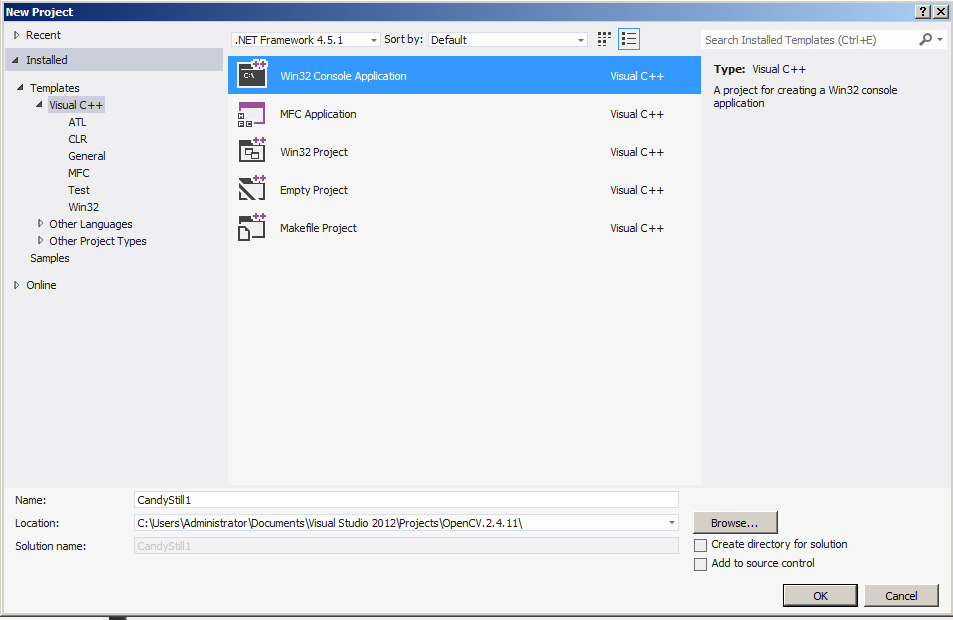 New Project
Recent
Installed
Templates
Visual C++
ATL
CLR
General
MFC
Test
Win32
Other Languages
Other Project Types
Samples
Online
.NET Framework 4.5.1 Sort by: Default
Win32 Console Application Visual C++
MFC Application Visual C++
Win32 Project Visual C++
Empty Project Visual C++
Makefile Project Visual C++
Search Installed Templates (Ctrl+E)
Type: Visual C++
A project for creating a Win32 console
application
Name: CandyStill1
Location: C:\Users\Administrator\Documents\Visual Studio 2012\Projects\OpenCV.2.4.11\ Browse...
Solution name: CandyStill1
Create directory for solution
Add to source control
OK Cancel